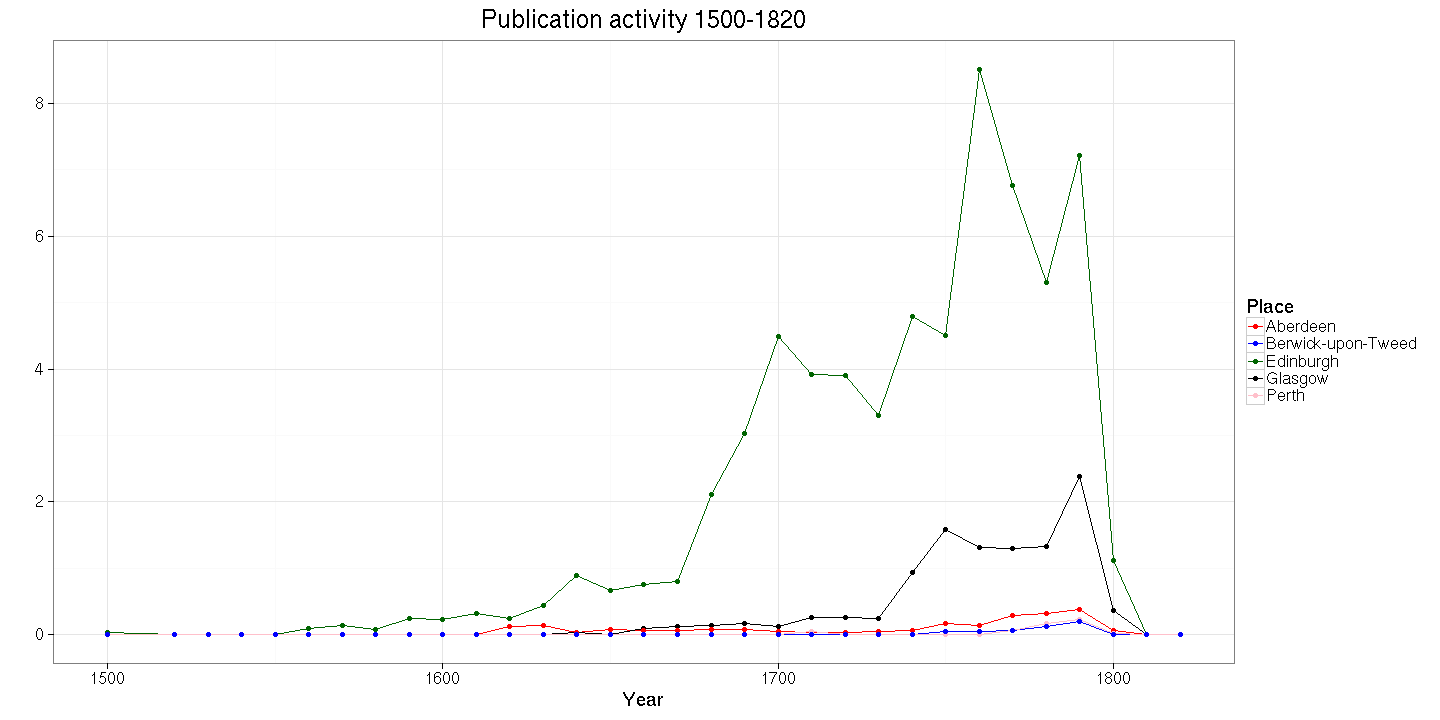 Publication activity 1500-1820
8
6
4
2
0
1500 1600 1700 1800
Year
Place
Aberdeen
Berwick-upon-Tweed
Edinburgh
Glasgow
Perth